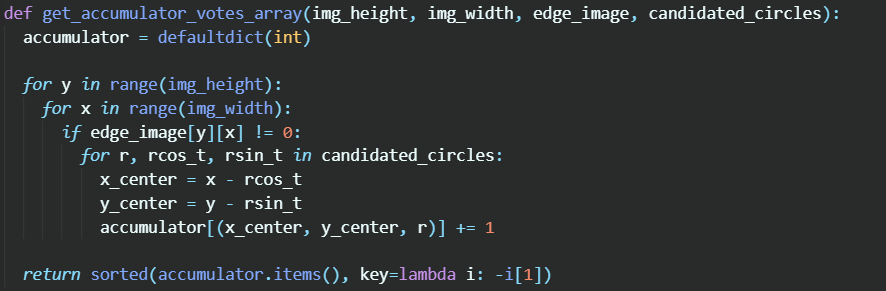 def get_accumulator_votes_array(img_height, img_width, edge_image, candidated_circles):
  accumulator = defaultdict(int)

  for y in range(img_height):
    for x in range(img_width):
      if edge_image[y][x] != 0:
        for r, rcos_t, rsin_t in candidated_circles:
          x_center = x - rcos_t
          y_center = y - rsin_t
          accumulator[(x_center, y_center, r)] += 1

  return sorted(accumulator.items(), key=lambda i: -i[1])